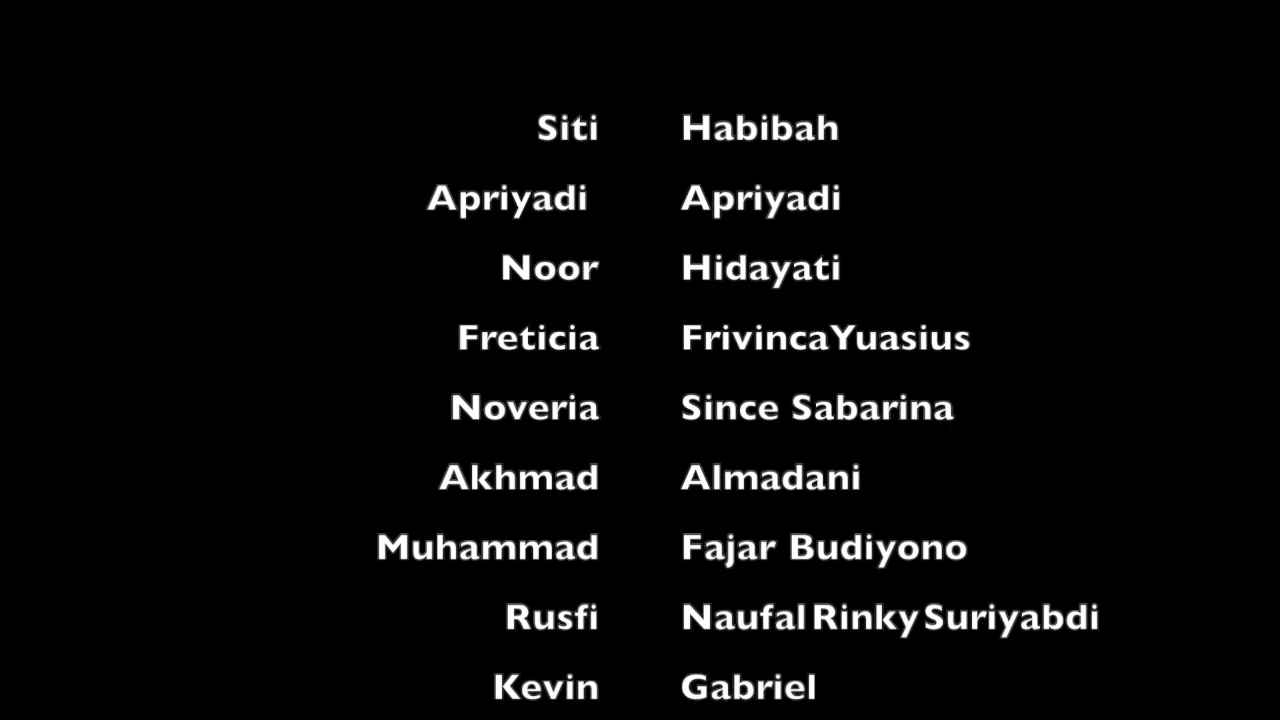 Siti Habibah
Apriyadi Apriyadi
Noor Hidayati
Freticia FrivincaYuasius
Noveria Since Sabarina
Akhmad Almadani
Muhammad Fajar Budiyono
Rusfi Naufal Rinky Suriyabdi
Kevin Gabriel